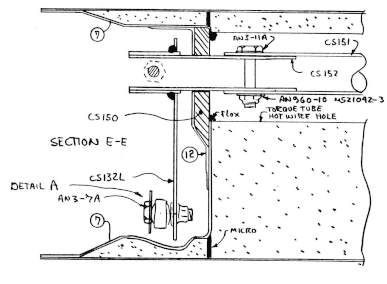 7
AN3-11A
CS151
CS152
AN960-10 MS21042-3
TORQUE TUBE
HOT WIRE HOLE
CS150
FLOX
SECTION E-E
12
CS132L
DETAIL A
AN3-7A
7
MICRO